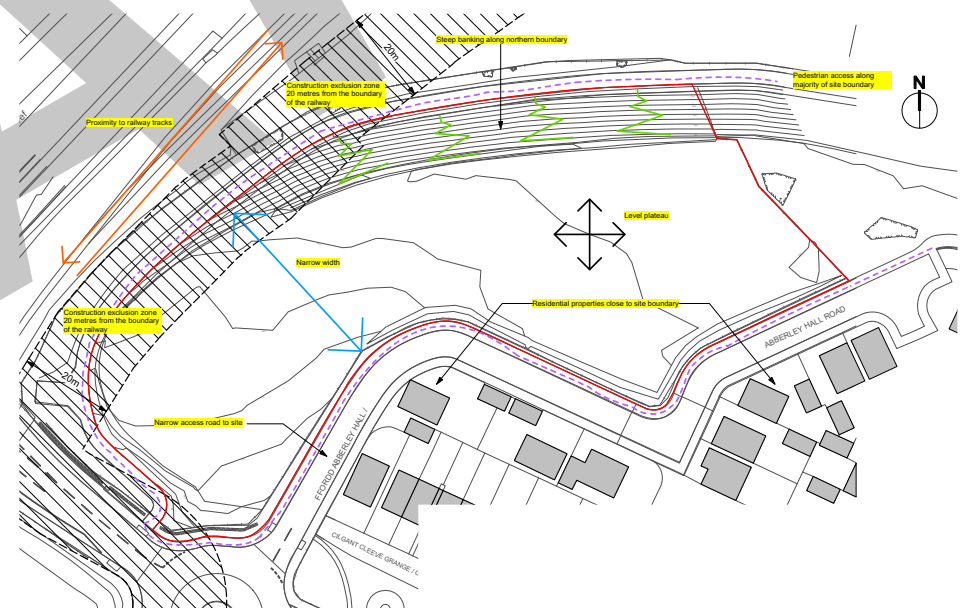 Steep banking along northern boundary
20m
Pedestrian access along
majority of site boundary
N
Construction exclusion zone
20 metres from the boundary
of the railway
Proximity to railway tracks
Level plateau
Narrow width
Residential properties close to site boundary
Construction exclusion zone
20 metres from the boundary
of the railway
ABBERLEY HALL ROAD
20m
Narrow access road to site
FFORDD ABBERLEY HALL /
CILGANT CLEEVE GRANGE /